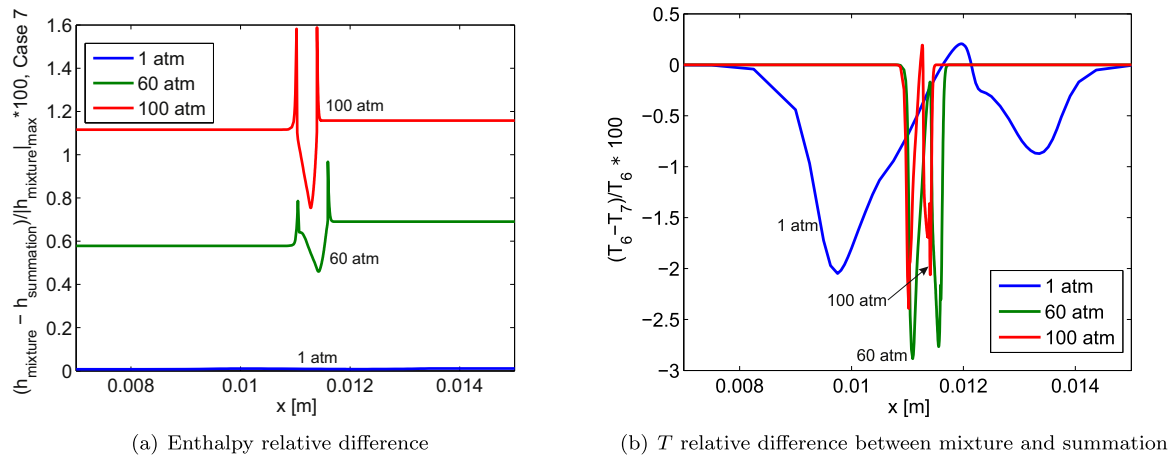 (h_mixture − h_summation)/|h_mixture|_max*100, Case 7
1.6
1.4
1.2
1
0.8
0.6
0.4
0.2
0
1 atm
60 atm
100 atm
100 atm
60 atm
1 atm
0.008 0.01 0.012 0.014
x [m]
(a) Enthalpy relative difference
(T_6−T_7)/T_6 * 100
0.5
0
−0.5
−1
−1.5
−2
−2.5
−3
1 atm
100 atm
60 atm
1 atm
60 atm
100 atm
0.008 0.01 0.012 0.014
x [m]
(b) T relative difference between mixture and summation